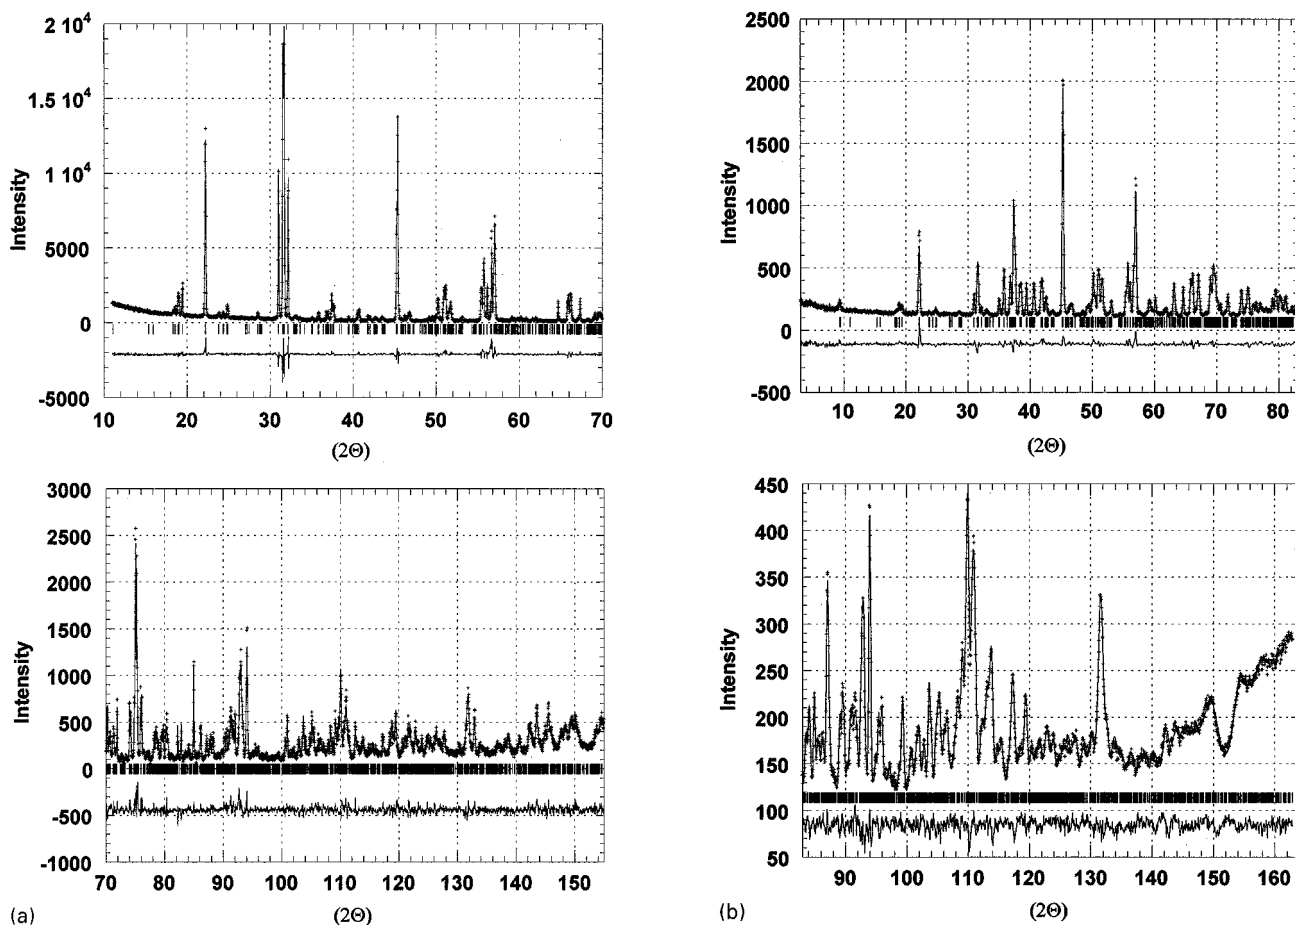 2 10⁴
1.5 10⁴
1 10⁴
5000
0
-5000
Intensity
10 20 30 40 50 60 70
(2Θ)
2500
2000
1500
1000
500
0
-500
Intensity
10 20 30 40 50 60 70 80
(2Θ)
3000
2500
2000
1500
1000
500
0
-500
-1000
Intensity
70 80 90 100 110 120 130 140 150
(2Θ)
(a)
450
400
350
300
250
200
150
100
50
Intensity
90 100 110 120 130 140 150 160
(2Θ)
(b)